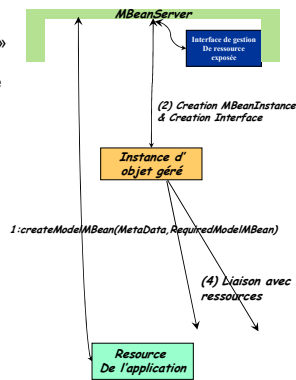 MBeanServer
»
Interface de gestion
De ressource
exposée
e
(2) Creation MBeanInstance
& Creation Interface
Instance d'
objet géré
1:createModelMBean(MetaData,RequiredModelMBean)
(4) Liaison avec
ressources
Resource
De l'application